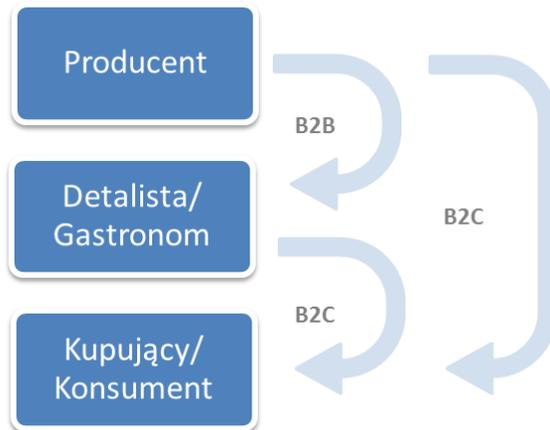 Producent
B2B
Detalista/
Gastronom
B2C
B2C
Kupujący/
Konsument